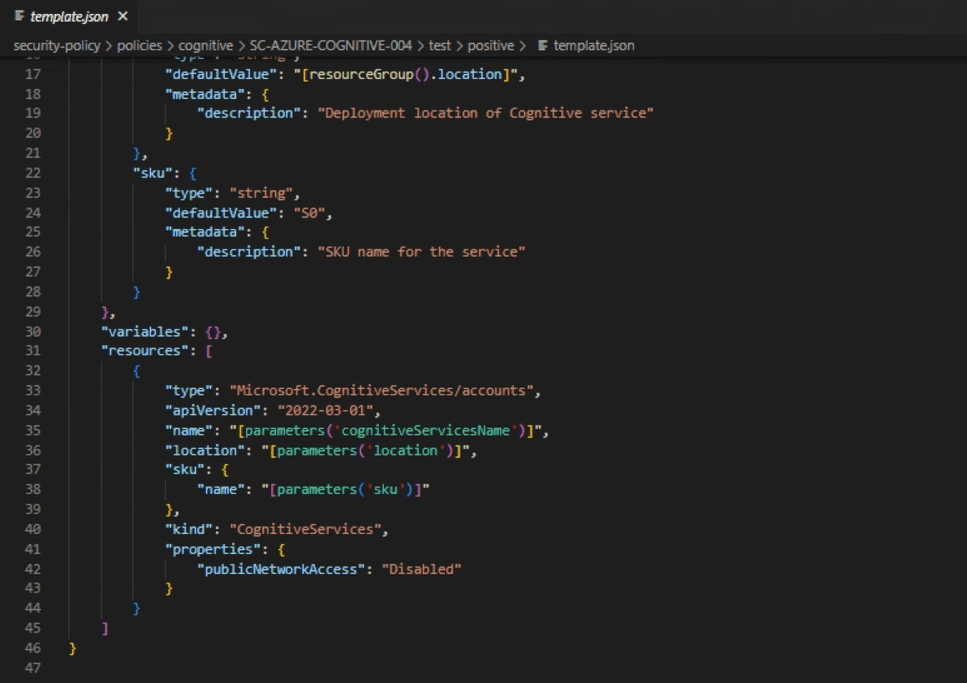 template.json ×
security-policy > policies > cognitive > SC-AZURE-COGNITIVE-004 > test > positive > template.json
17 "defaultValue": "[resourceGroup().location]",
18 "metadata": {
19 "description": "Deployment location of Cognitive service"
20 }
21 },
22 "sku": {
23 "type": "string",
24 "defaultValue": "S0",
25 "metadata": {
26 "description": "SKU name for the service"
27 }
28 }
29 },
30 "variables": {},
31 "resources": [
32 {
33 "type": "Microsoft.CognitiveServices/accounts",
34 "apiVersion": "2022-03-01",
35 "name": "[parameters('cognitiveServicesName')]",
36 "location": "[parameters('location')]",
37 "sku": {
38 "name": "[parameters('sku')]"
39 },
40 "kind": "CognitiveServices",
41 "properties": {
42 "publicNetworkAccess": "Disabled"
43 }
44 }
45 ]
46 }
47